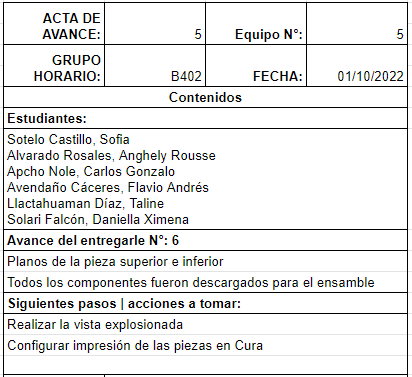 ACTA DE
AVANCE: 5 Equipo N°: 5
GRUPO
HORARIO: B402 FECHA: 01/10/2022
Contenidos
Estudiantes:
Sotelo Castillo, Sofia
Alvarado Rosales, Anghely Rousse
Apcho Nole, Carlos Gonzalo
Avendaño Cáceres, Flavio Andrés
Llactahuaman Díaz, Taline
Solari Falcón, Daniella Ximena
Avance del entregarle N°: 6
Planos de la pieza superior e inferior
Todos los componentes fueron descargados para el ensamble
Siguientes pasos | acciones a tomar:
Realizar la vista explosionada
Configurar impresión de las piezas en Cura